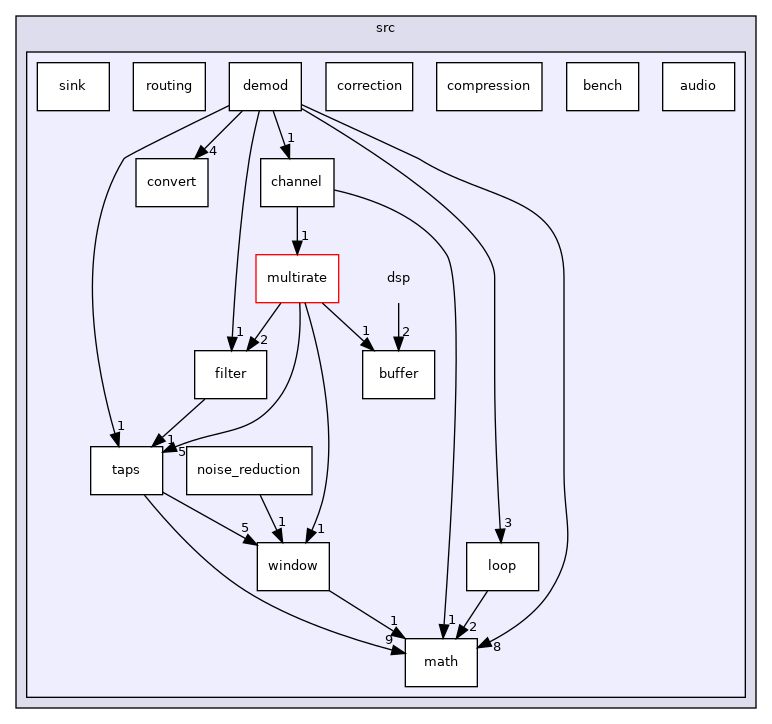 src
sink
routing
demod
correction
compression
bench
audio
1
4
convert
channel
1
multirate
dsp
1
2
1
2
filter
buffer
1
1
5
taps
noise_reduction
5
1
1
3
window
loop
1
1
2
9
8
math